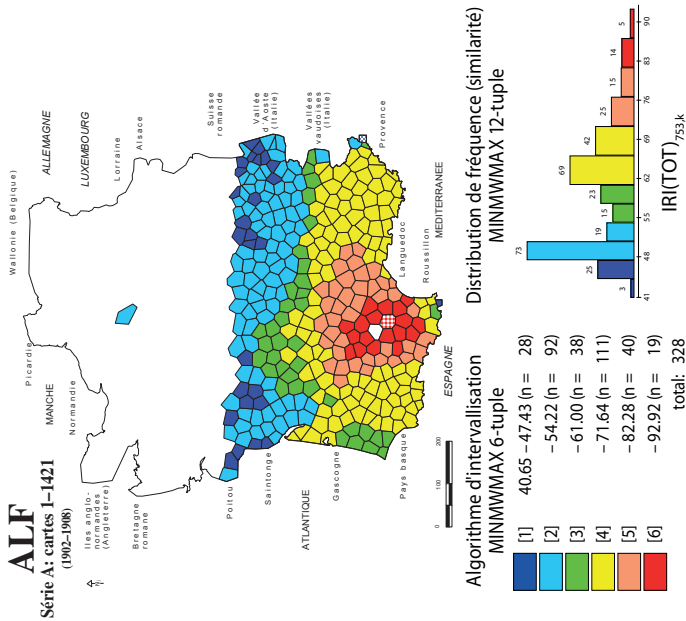 ALF
Série A: cartes 1–1421
(1902–1908)
Wallonie (Belgique)
ALLEMAGNE
LUXEMBOURG
Picardie
Lorraine
Alsace
MANCHE
Normandie
Iles anglo-
normandes
(Angleterre)
Bretagne
romane
Suisse
romande
Poitou
Vallée
d'Aoste
(Italie)
Saintonge
Vallées
vaudoises
(Italie)
ATLANTIQUE
Gascogne
Provence
Languedoc
MEDITERRANEE
Roussillon
Pays basque
ESPAGNE
0 100 200
Algorithme d'intervallisation
MINMWMAX 6-tuple
[1] 40.65 – 47.43 (n = 28)
[2] – 54.22 (n = 92)
[3] – 61.00 (n = 38)
[4] – 71.64 (n = 111)
[5] – 82.28 (n = 40)
[6] – 92.92 (n = 19)
total: 328
Distribution de fréquence (similarité)
MINMWMAX 12-tuple
3 25 73 19 15 23 69 42 25 15 14 5
41 48 55 62 69 76 83 90
IRI(TOT)753,k